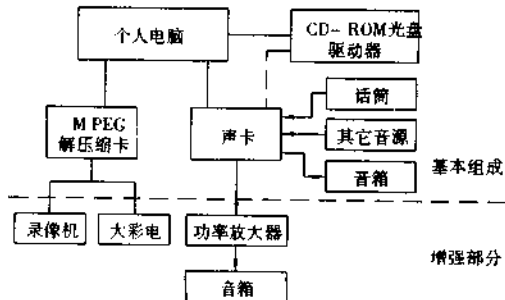 个人电脑
CD-ROM光盘
驱动器
话筒
MPEG
解压缩卡
声卡
其它音源
音箱
基本组成
录像机
大彩电
功率放大器
增强部分
音箱